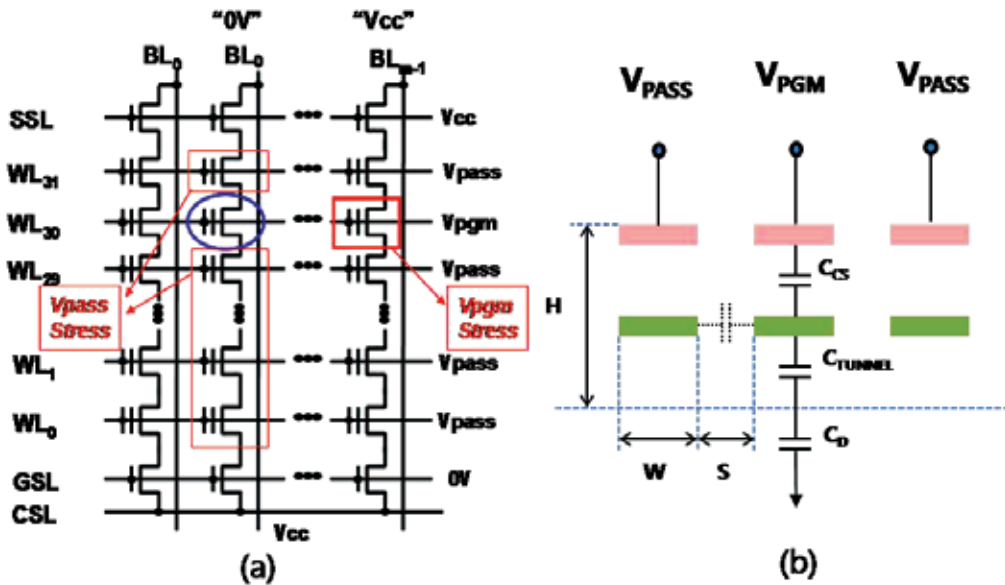 "0V" "Vcc"
BL0 BL0 BLm-1
SSL Vcc
WL31 Vpass
WL30 Vpgm
WL29 Vpass
Vpass Stress
Vpgm Stress
WL1 Vpass
WL0 Vpass
GSL 0V
CSL
Vcc
(a)
VPASS VPGM VPASS
CCS
H
CTUNNEL
CD
W S
(b)